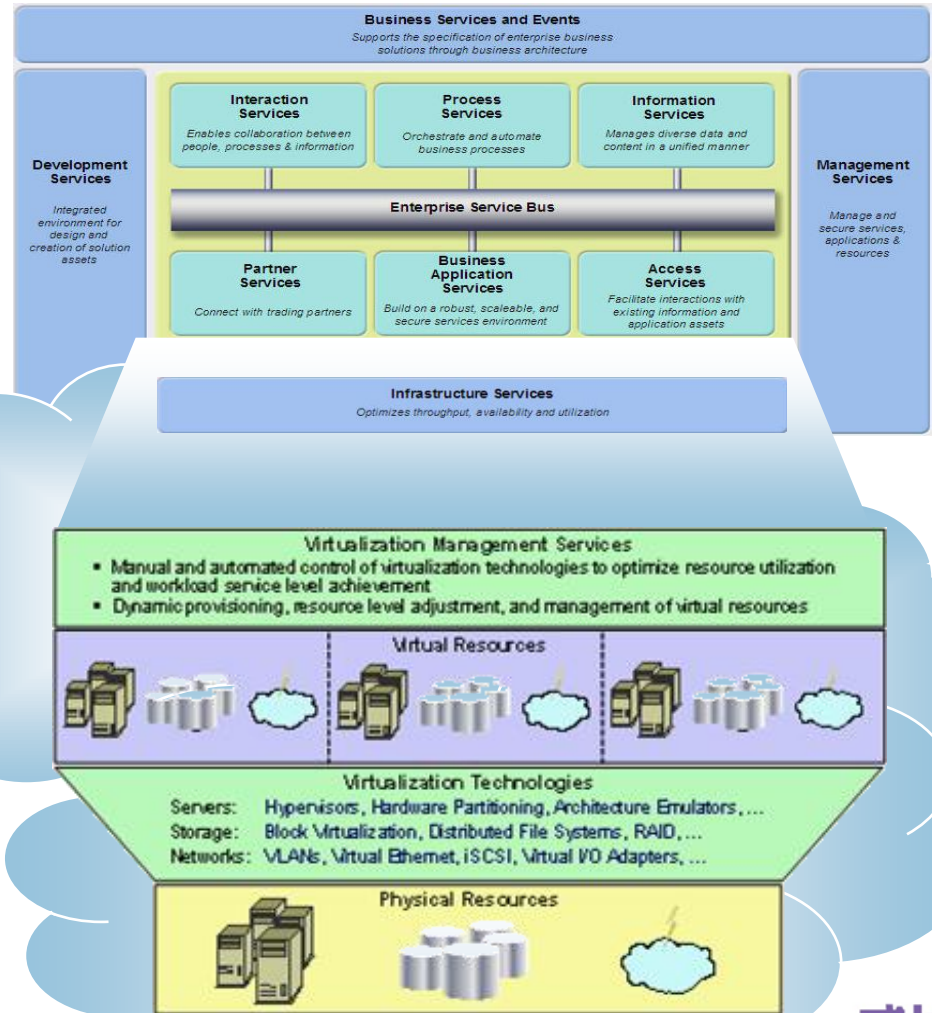 Business Services and Events
Supports the specification of enterprise business
solutions through business architecture
Development
Services
Integrated
environment for
design and
creation of solution
assets
Interaction
Services
Enables collaboration between
people, processes & information
Process
Services
Orchestrate and automate
business processes
Information
Services
Manages diverse data and
content in a unified manner
Management
Services
Manage and
secure services,
applications &
resources
Enterprise Service Bus
Partner
Services
Connect with trading partners
Business
Application
Services
Build on a robust, scaleable, and
secure services environment
Access
Services
Facilitate interactions with
existing information and
application assets
Infrastructure Services
Optimizes throughput, availability and utilization
Virtualization Management Services
▪ Manual and automated control of virtualization technologies to optimize resource utilization
and workload service level achievement
▪ Dynamic provisioning, resource level adjustment, and management of virtual resources
Virtual Resources
Virtualization Technologies
Servers: Hypervisors, Hardware Partitioning, Architecture Emulators, ...
Storage: Block Virtualization, Distributed File Systems, RAID, ...
Networks: VLANs, Virtual Ethernet, iSCSI, Virtual I/O Adapters, ...
Physical Resources